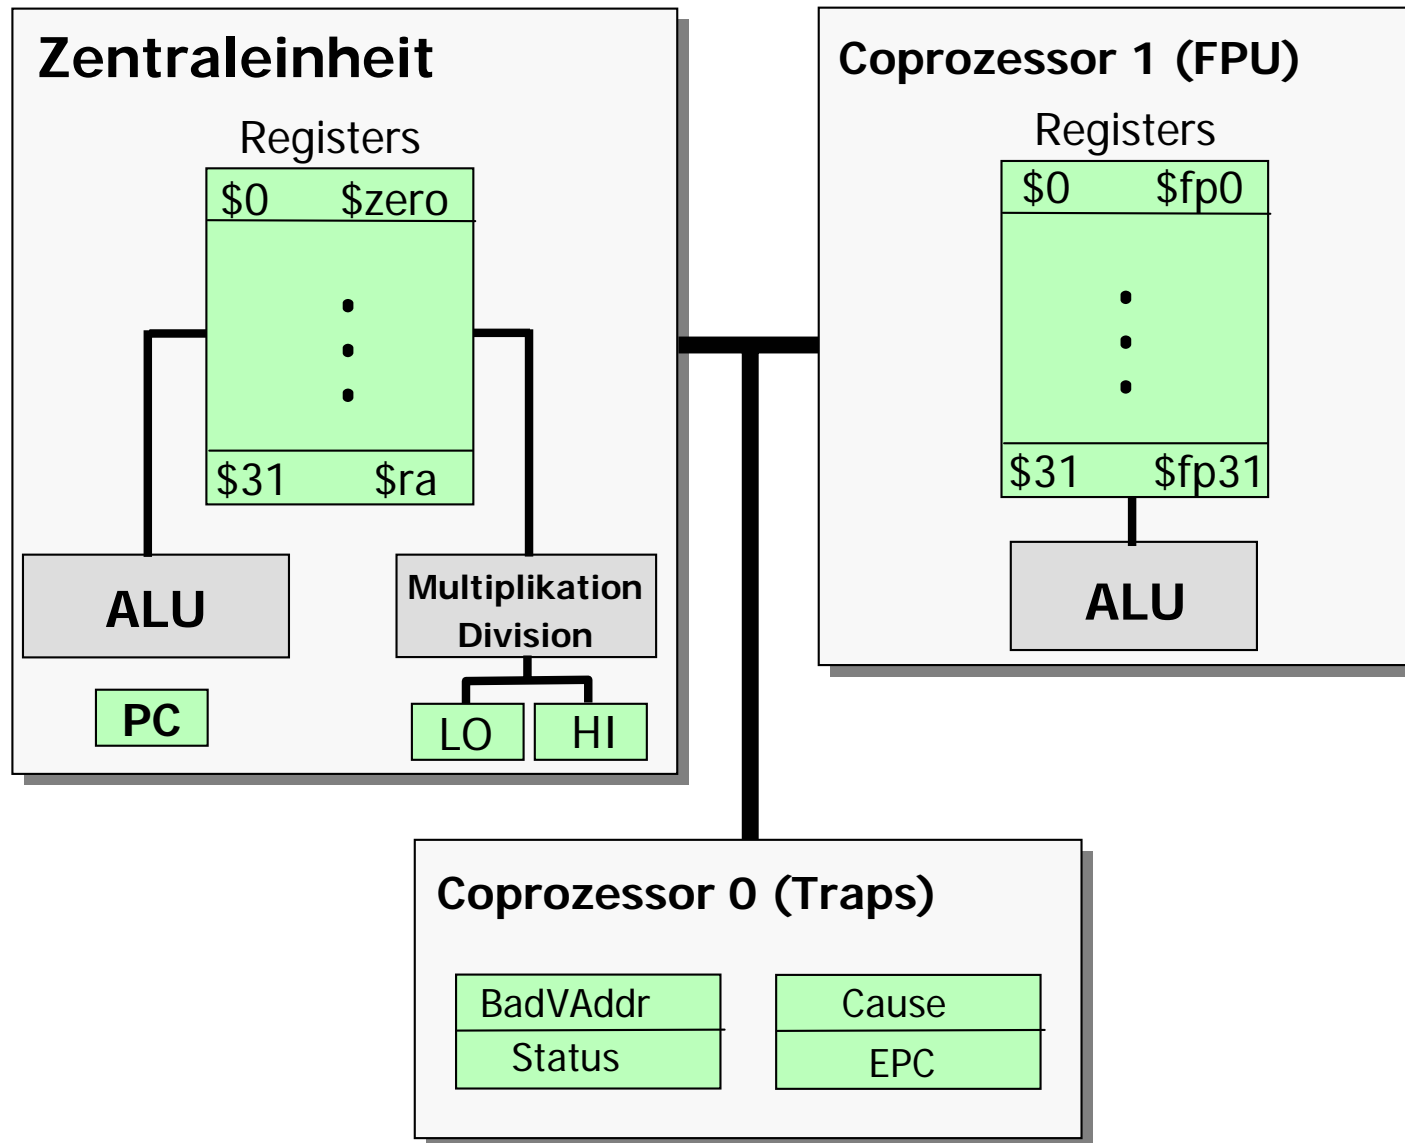 Zentraleinheit
Registers
$0 $zero
$31 $ra
ALU
Multiplikation
Division
PC
LO
HI
Coprozessor 1 (FPU)
Registers
$0 $fp0
$31 $fp31
ALU
Coprozessor 0 (Traps)
BadVAddr
Status
Cause
EPC